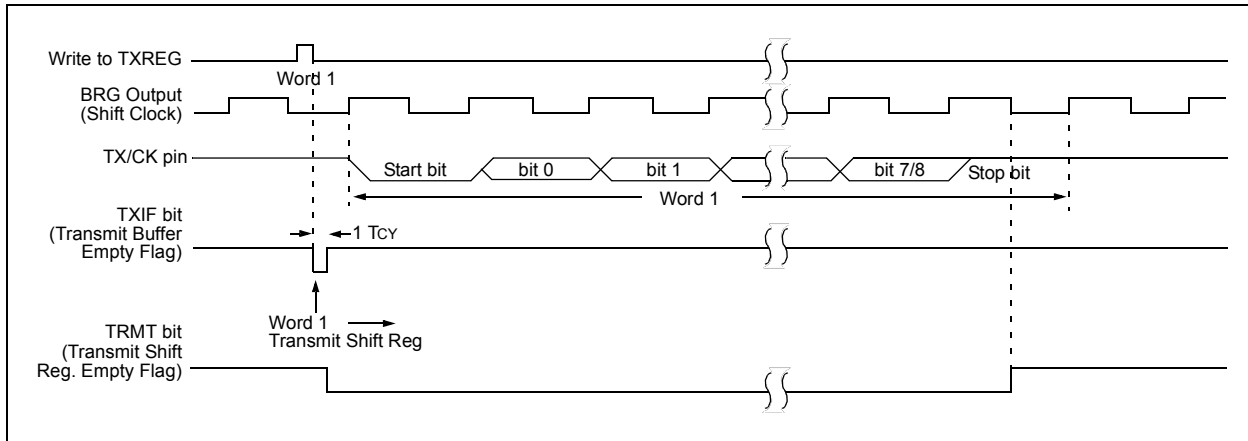 Write to TXREG
Word 1
BRG Output
(Shift Clock)
TX/CK pin
Start bit
bit 0
bit 1
bit 7/8
Stop bit
Word 1
TXIF bit
(Transmit Buffer
Empty Flag)
1 TCY
Word 1
Transmit Shift Reg
TRMT bit
(Transmit Shift
Reg. Empty Flag)